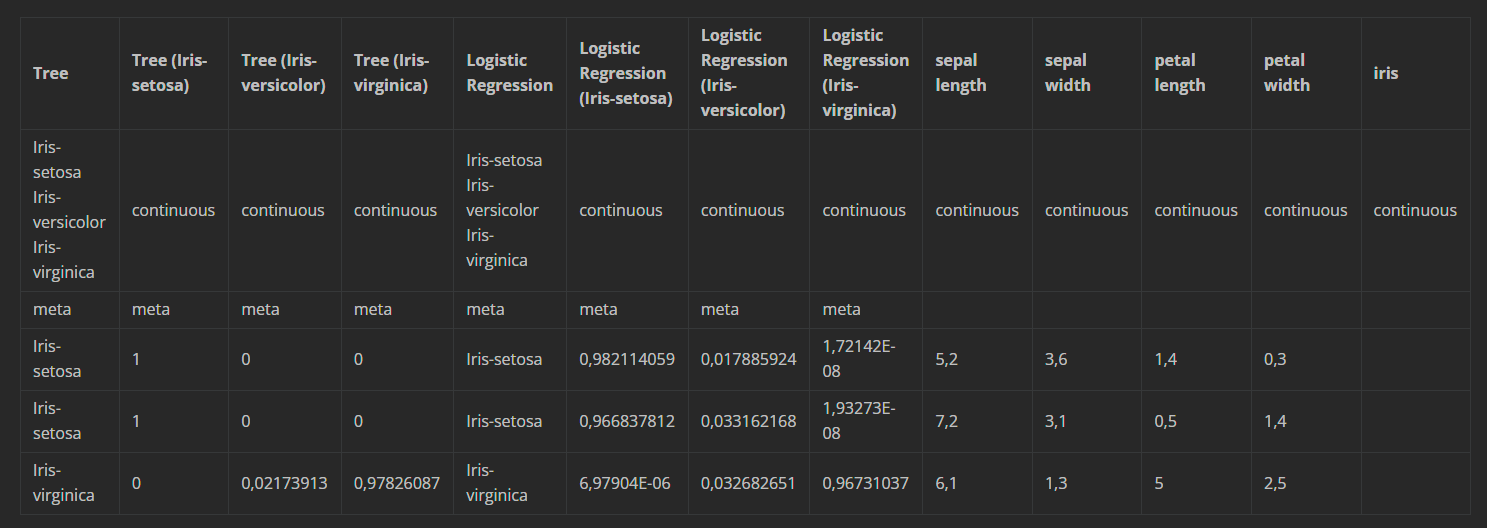 Tree
Tree (Iris-
setosa)
Tree (Iris-
versicolor)
Tree (Iris-
virginica)
Logistic
Regression
Logistic
Regression
(Iris-setosa)
Logistic
Regression
(Iris-
versicolor)
Logistic
Regression
(Iris-
virginica)
sepal
length
sepal
width
petal
length
petal
width
iris
Iris-
setosa
Iris-
versicolor
Iris-
virginica
continuous
continuous
continuous
Iris-setosa
Iris-
versicolor
Iris-
virginica
continuous
continuous
continuous
continuous
continuous
continuous
continuous
continuous
meta
meta
meta
meta
meta
meta
meta
meta
Iris-
setosa
1
0
0
Iris-setosa
0,982114059
0,017885924
1,72142E-
08
5,2
3,6
1,4
0,3
Iris-
setosa
1
0
0
Iris-setosa
0,966837812
0,033162168
1,93273E-
08
7,2
3,1
0,5
1,4
Iris-
virginica
0
0,02173913
0,97826087
Iris-
virginica
6,97904E-06
0,032682651
0,96731037
6,1
1,3
5
2,5